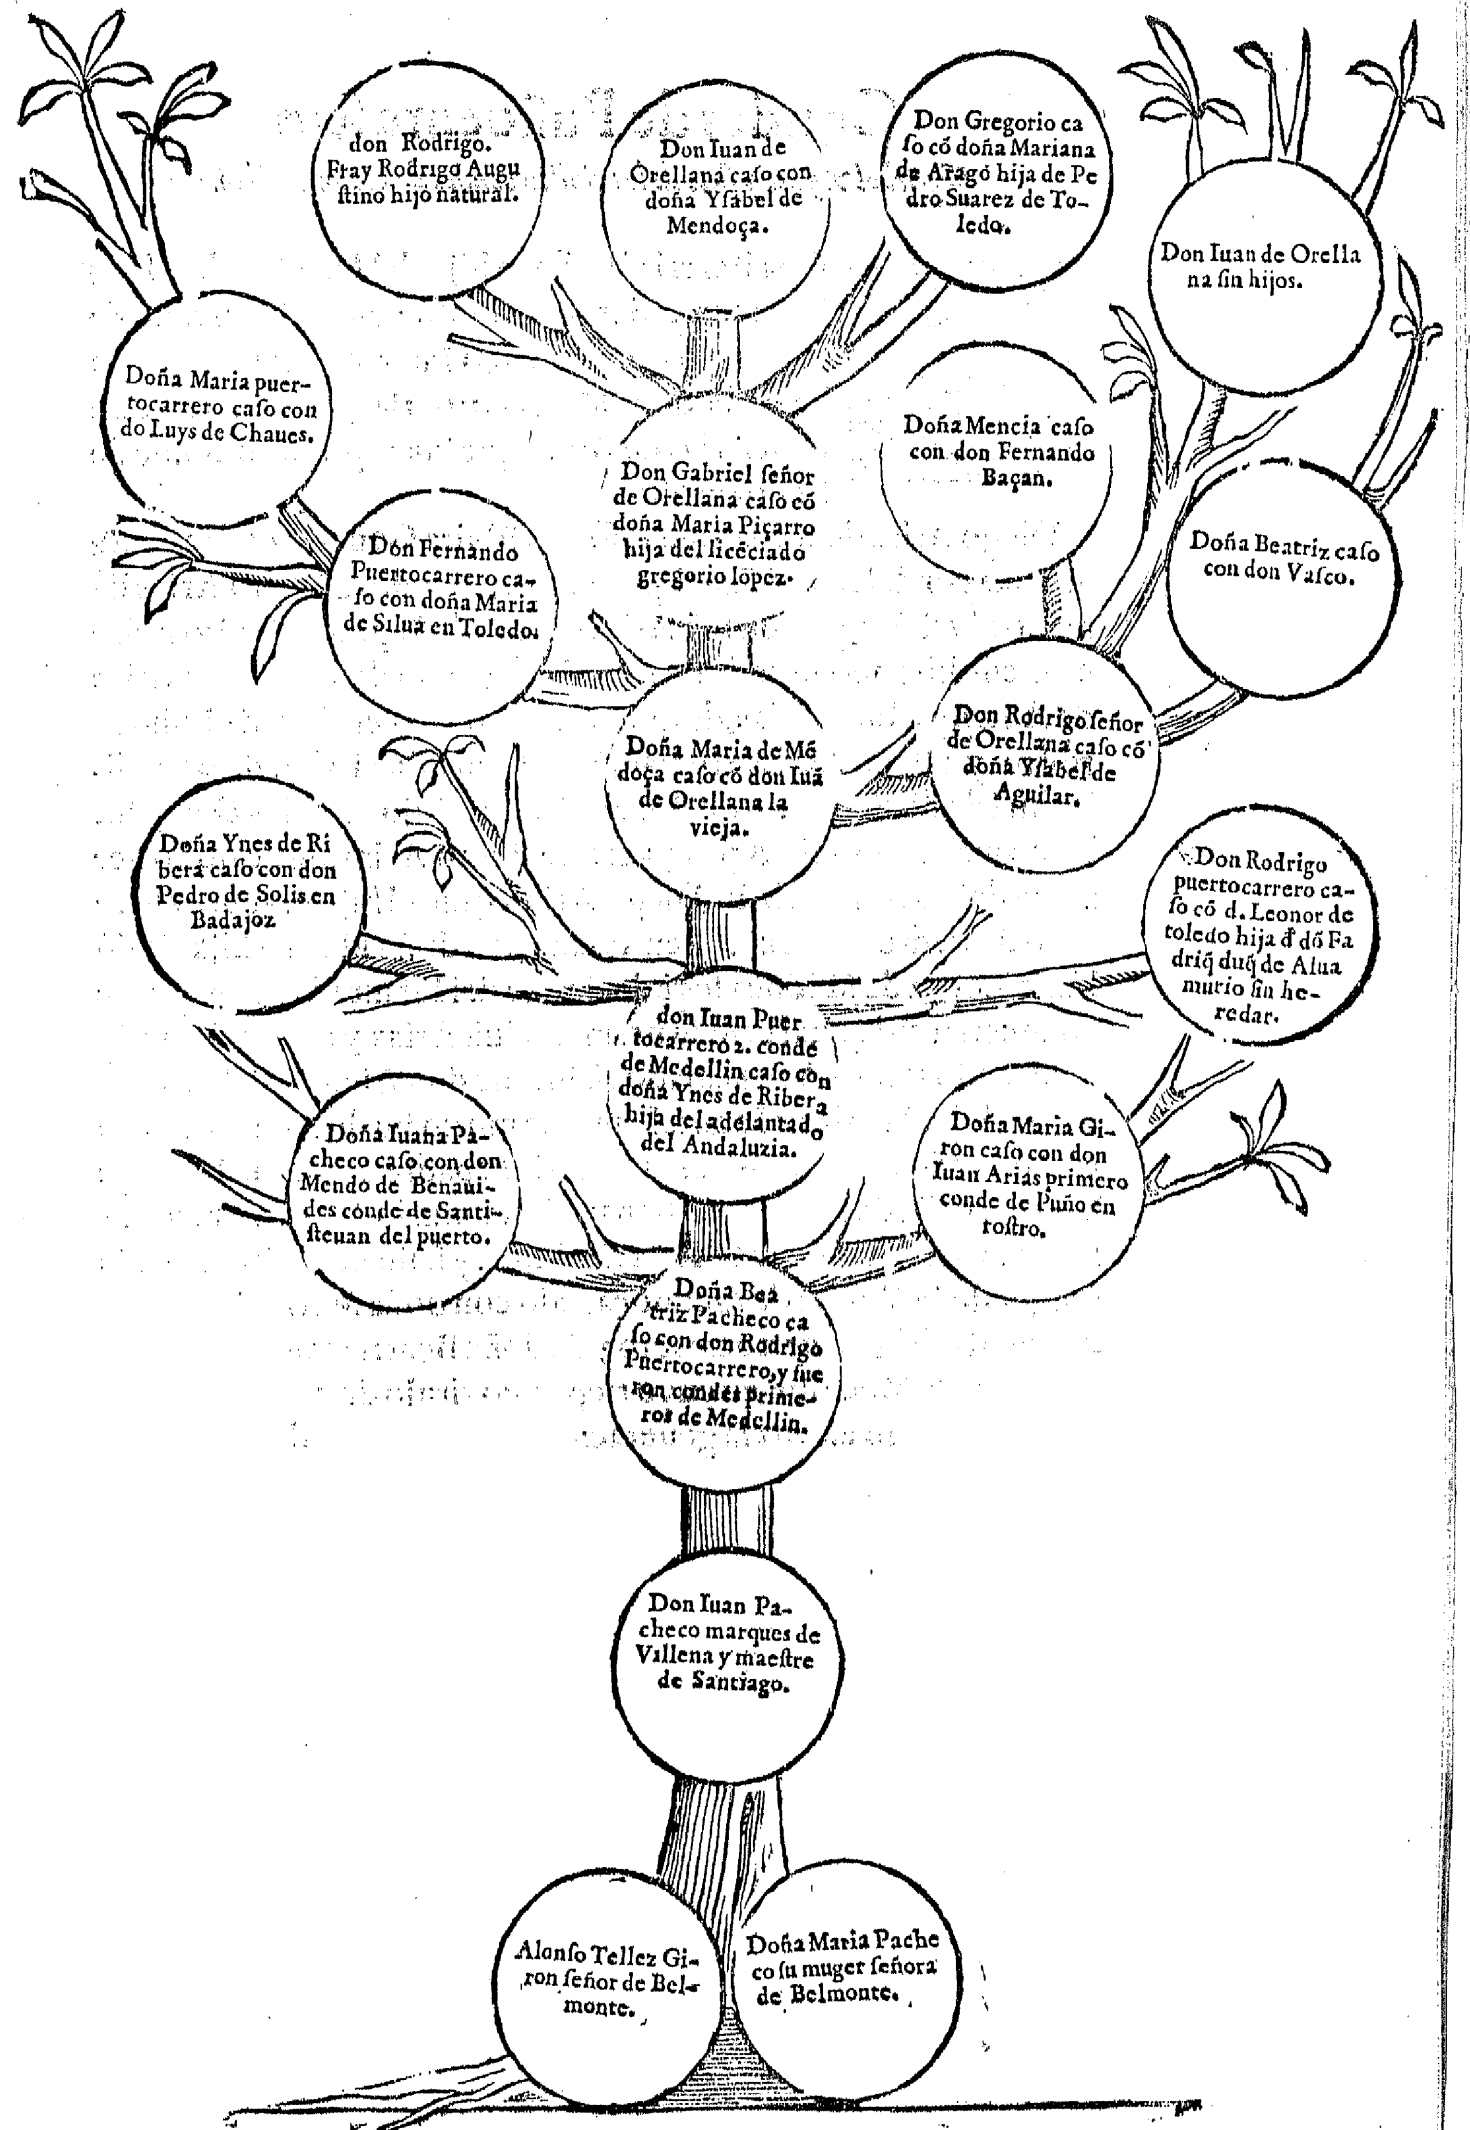 don Rodrigo.
Fray Rodrigo Augu
ſtino hijo natural.
Don Iuan de
Orellana caſo con
doña Yſabel de
Mendoça.
Don Gregorio ca
ſo cõ doña Mariana
de Aragõ hija de Pe
dro Suarez de To-
ledo.
Don Iuan de Orella
na ſin hijos.
Doña Maria puer-
tocarrero caſo con
do Luys de Chaues.
Don Gabriel ſeñor
de Orellana caſo cõ
doña Maria Piçarro
hija del licẽciado
gregorio lopez.
Doña Mencia caſo
con don Fernando
Baçan.
Don Fernando
Puertocarrero ca-
ſo con doña Maria
de Silua en Toledo.
Doña Beatriz caſo
con don Vaſco.
Doña Maria de Mẽ
doça caſo cõ don Iuã
de Orellana la
vieja.
Don Rodrigo ſeñor
de Orellana caſo cõ
doña Yſabel de
Aguilar.
Doña Ynes de Ri
bera caſo con don
Pedro de Solis en
Badajoz
Don Rodrigo
puertocarrero ca-
ſo cõ d. Leonor de
toledo hija đ dõ Fa
driq̃ duq̃ de Alua
murio ſin he-
redar.
don Iuan Puer
tocarrero 2. conde
de Medellin caſo con
doña Ynes de Ribera
hija del adelantado
del Andaluzia.
Doña Iuana Pa-
checo caſo con don
Mendo de Benaui-
des conde de Santi-
ſteuan del puerto.
Doña Maria Gi-
ron caſo con don
Iuan Arias primero
conde de Puño en
roſtro.
Doña Bea
triz Pacheco ca
ſo con don Rodrigo
Puertocarrero, y fue
ron condes prime-
ros de Medellin.
Don Iuan Pa-
checo marques de
Villena y maeſtre
de Santiago.
Alonſo Tellez Gi-
ron ſeñor de Bel-
monte.
Doña Maria Pache
co ſu muger ſeñora
de Belmonte.